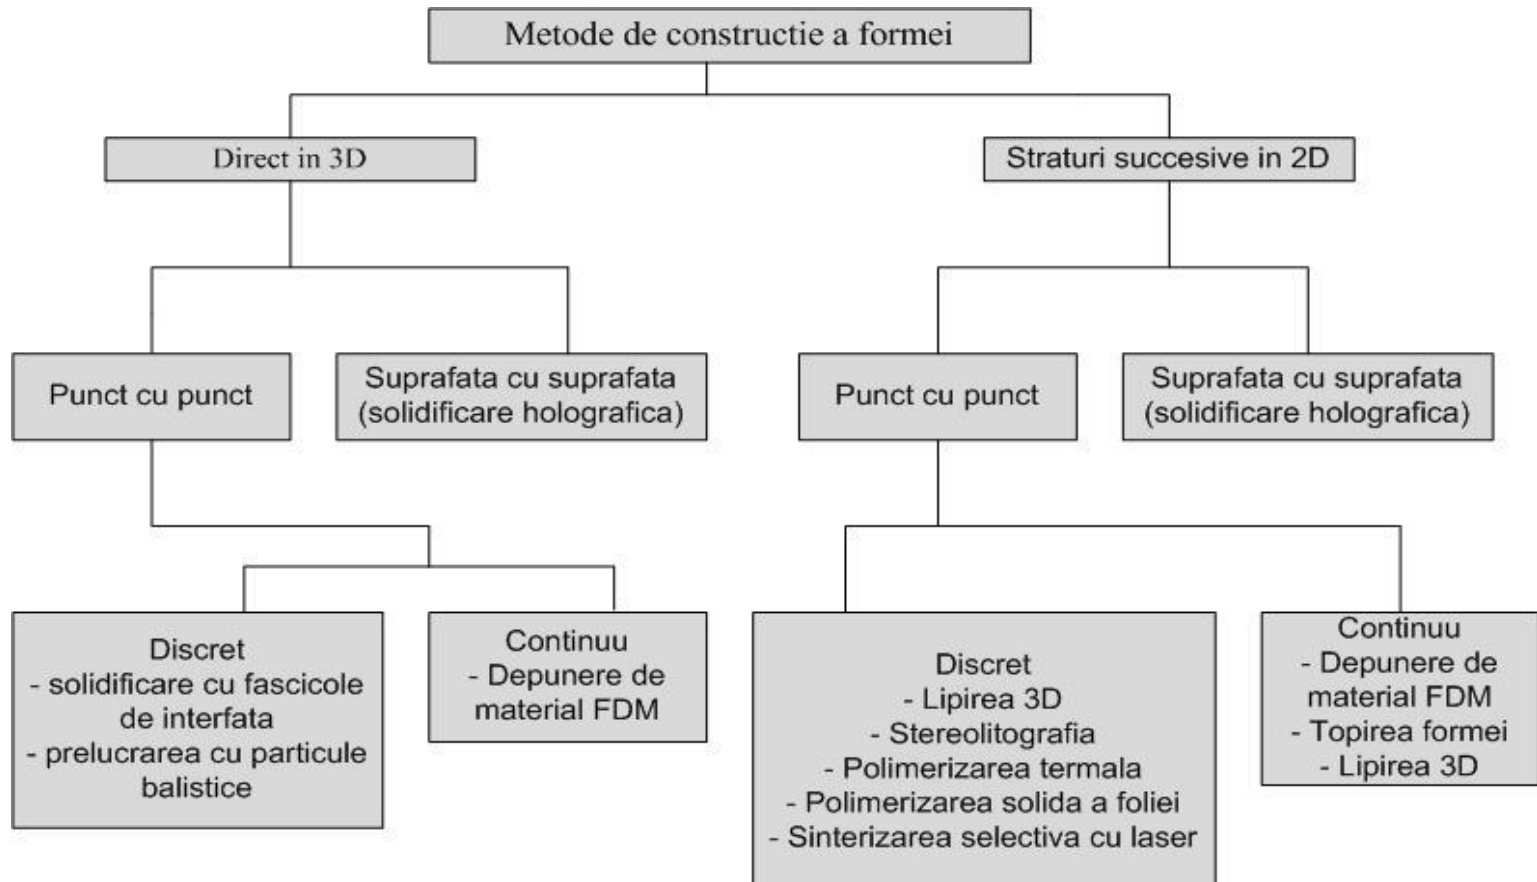 Metode de constructie a formei
Direct in 3D
Straturi succesive in 2D
Punct cu punct
Suprafata cu suprafata
(solidificare holografica)
Punct cu punct
Suprafata cu suprafata
(solidificare holografica)
Discret
- solidificare cu fascicole
de interfata
- prelucrarea cu particule
balistice
Continuu
- Depunere de
material FDM
Discret
- Lipirea 3D
- Stereolitografia
- Polimerizarea termala
- Polimerizarea solida a foliei
- Sinterizarea selectiva cu laser
Continuu
- Depunere de
material FDM
- Topirea formei
- Lipirea 3D